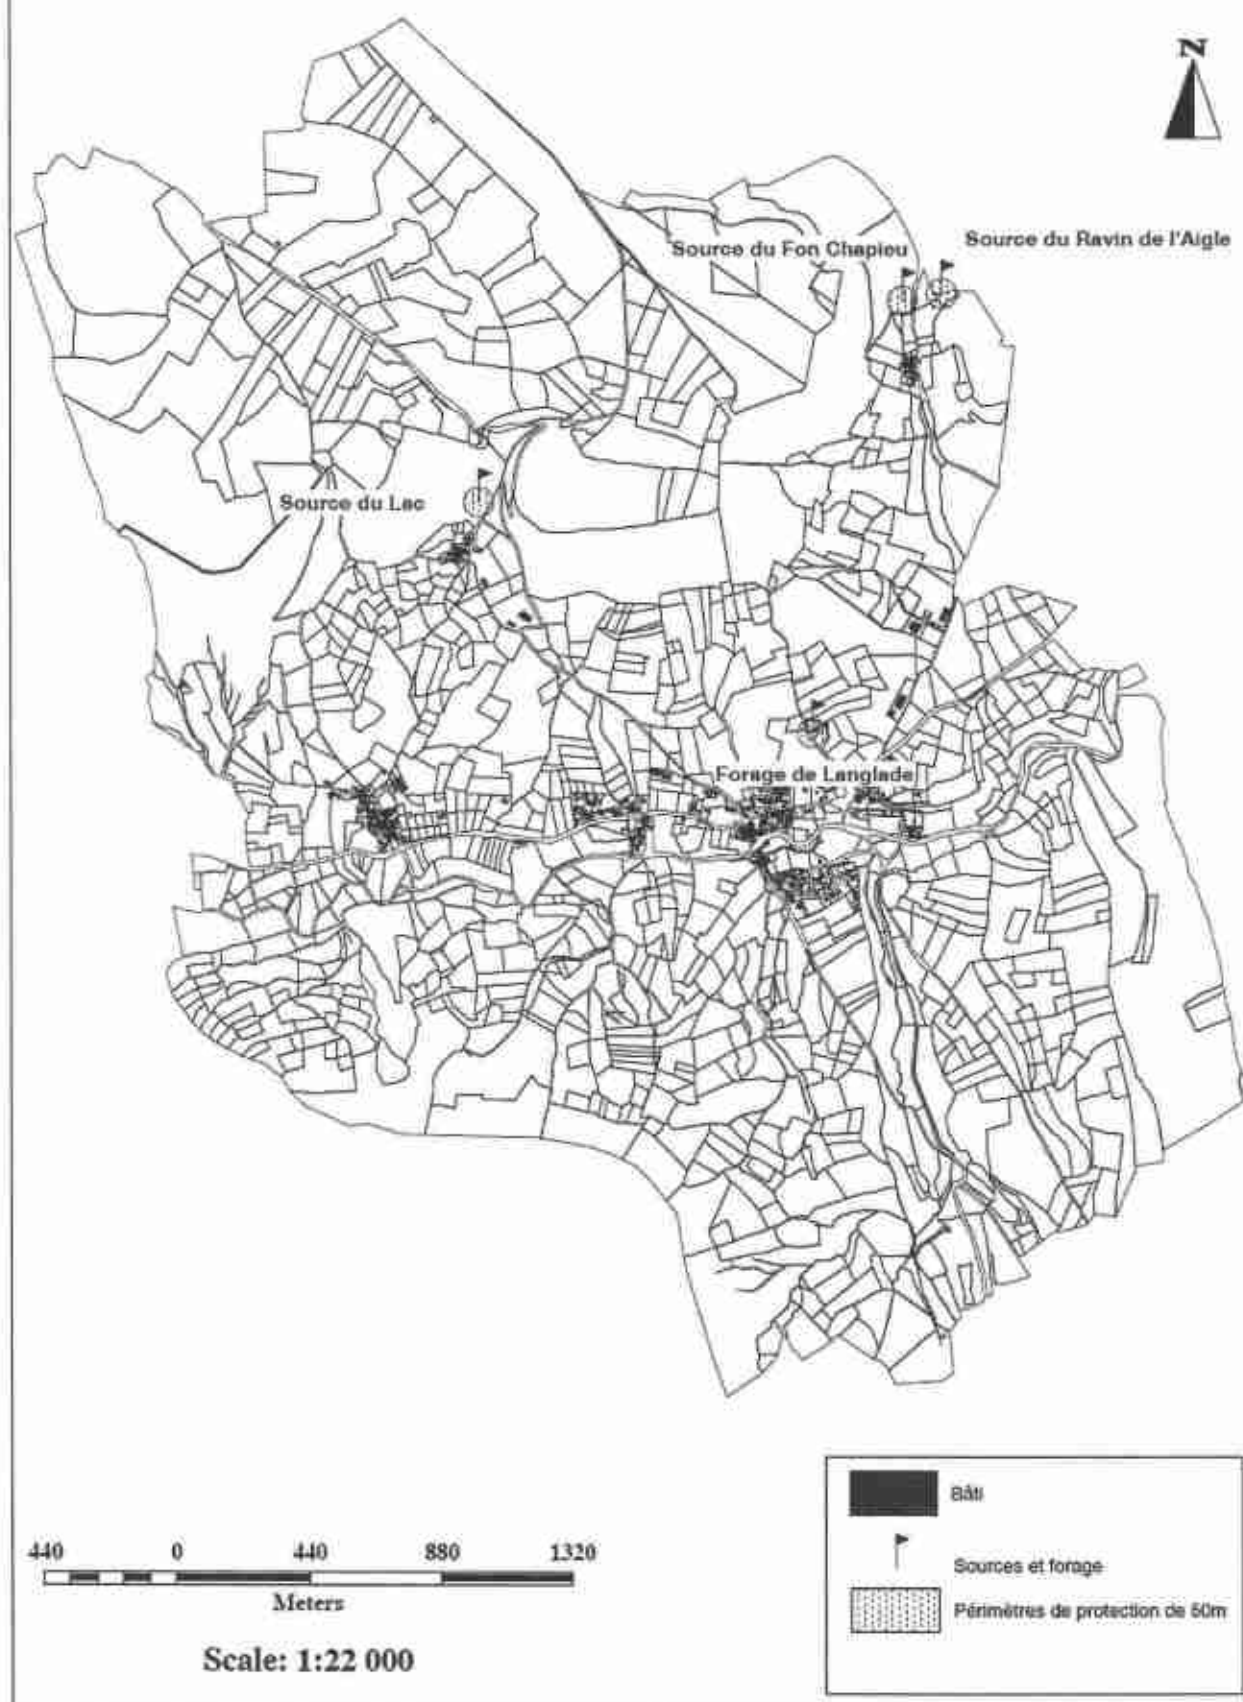 N
Source du Fon Chapieu
Source du Ravin de l'Aigle
Source du Lac
Forage de Langlade
440 0 440 880 1320
Meters
Scale: 1:22 000
Bâti
Sources et forage
Périmètres de protection de 50m